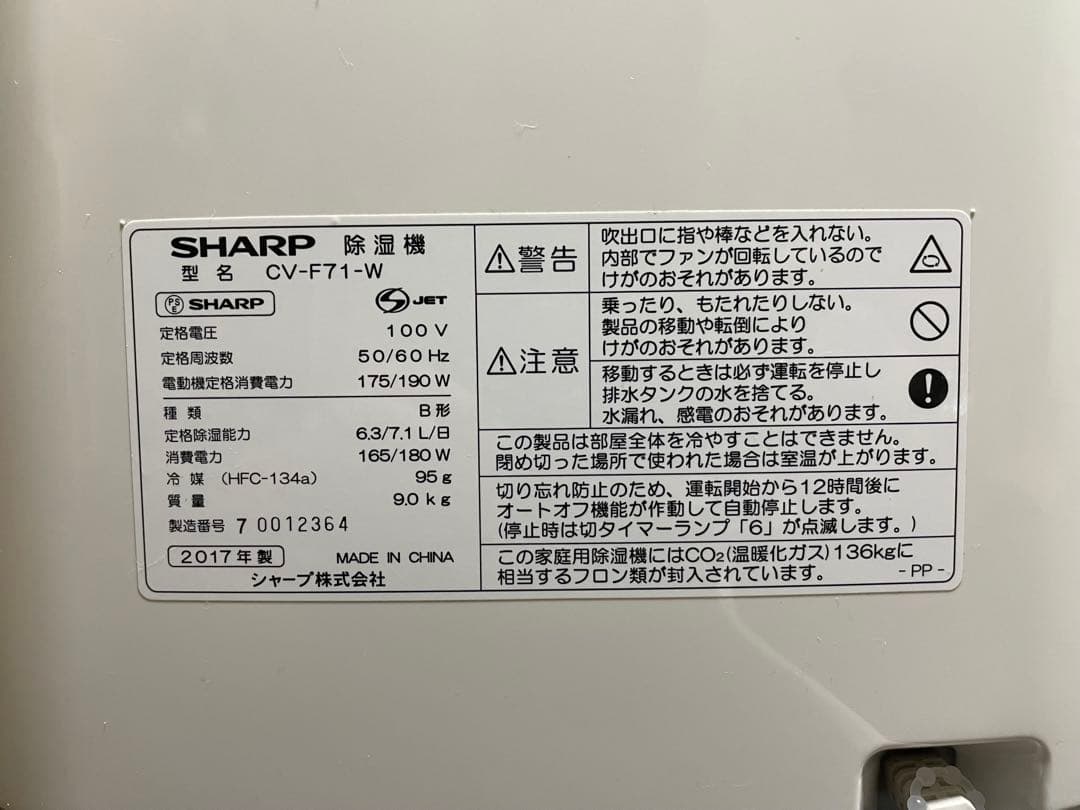 SHARP 除湿機
型 名 CV-F71-W
PS E SHARP
S JET
定格電圧 100 V
定格周波数 50/60 Hz
電動機定格消費電力 175/190 W
種 類 B 形
定格除湿能力 6.3/7.1 L/日
消費電力 165/180 W
冷 媒 (HFC-134a) 95 g
質 量 9.0 k g
製造番号 7 0012364
2017年製 MADE IN CHINA
シャープ株式会社
警告
吹出口に指や棒などを入れない。
内部でファンが回転しているので
けがのおそれがあります。
注意
乗ったり、もたれたりしない。
製品の移動や転倒により
けがのおそれがあります。
移動するときは必ず運転を停止し
排水タンクの水を捨てる。
水漏れ、感電のおそれがあります。
この製品は部屋全体を冷やすことはできません。
閉め切った場所で使われた場合は室温が上がります。
切り忘れ防止のため、運転開始から12時間後に
オートオフ機能が作動して自動停止します。
(停止時は切タイマーランプ「6」が点滅します。)
この家庭用除湿機にはCO₂(温暖化ガス)136kgに
相当するフロン類が封入されています。 - PP -